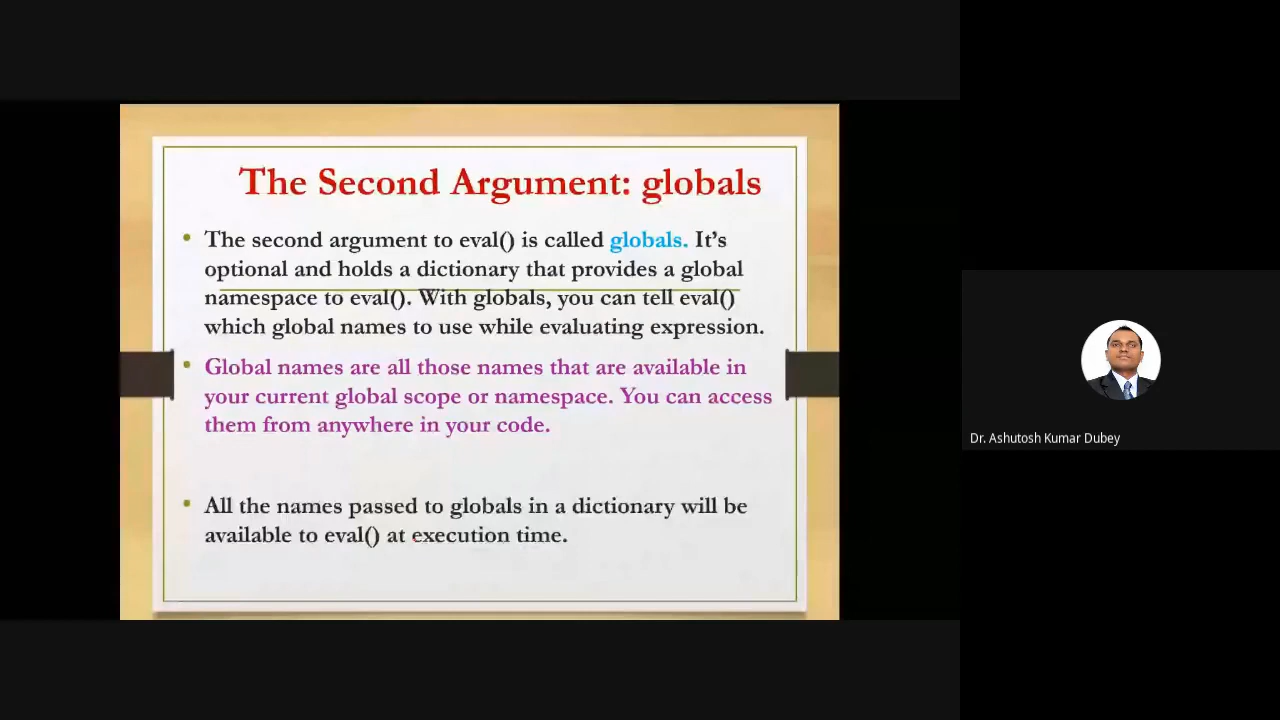 The Second Argument: globals
The second argument to eval() is called globals. It's
optional and holds a dictionary that provides a global
namespace to eval(). With globals, you can tell eval()
which global names to use while evaluating expression.
Global names are all those names that are available in
your current global scope or namespace. You can access
them from anywhere in your code.
All the names passed to globals in a dictionary will be
available to eval() at execution time.
Dr. Ashutosh Kumar Dubey